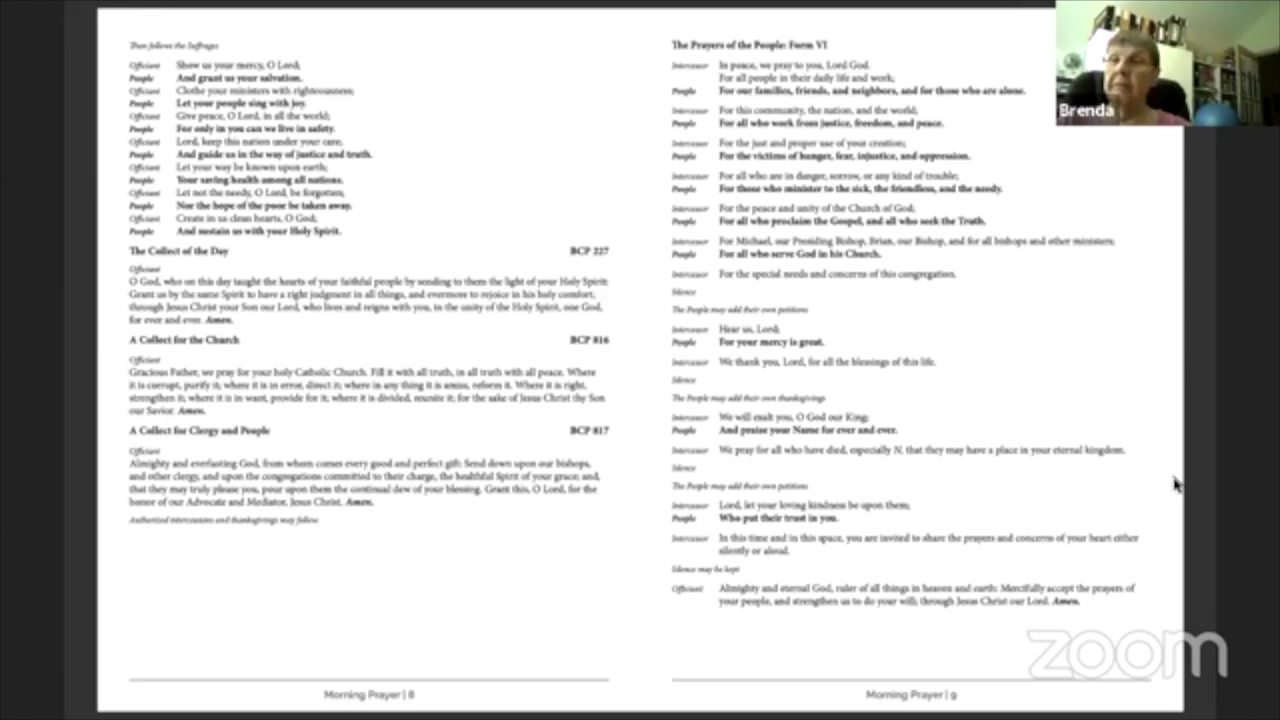 Then follows the Suffrages
Officiant Show us your mercy, O Lord;
People And grant us your salvation.
Officiant Clothe your ministers with righteousness;
People Let your people sing with joy.
Officiant Give peace, O Lord, in all the world;
People For only in you can we live in safety.
Officiant Lord, keep this nation under your care;
People And guide us in the way of justice and truth.
Officiant Let your way be known upon earth;
People Your saving health among all nations.
Officiant Let not the needy, O Lord, be forgotten;
People Nor the hope of the poor be taken away.
Officiant Create in us clean hearts, O God;
People And sustain us with your Holy Spirit.
The Collect of the Day BCP 227
Officiant
O God, who on this day taught the hearts of your faithful people by sending to them the light of your Holy Spirit:
Grant us by the same Spirit to have a right judgment in all things, and evermore to rejoice in his holy comfort;
through Jesus Christ your Son our Lord, who lives and reigns with you, in the unity of the Holy Spirit, one God,
for ever and ever. Amen.
A Collect for the Church BCP 816
Officiant
Gracious Father, we pray for your holy Catholic Church. Fill it with all truth, in all truth with all peace. Where
it is corrupt, purify it; where it is in error, direct it; where in any thing it is amiss, reform it. Where it is right,
strengthen it; where it is in want, provide for it; where it is divided, reunite it; for the sake of Jesus Christ thy Son
our Savior. Amen.
A Collect for Clergy and People BCP 817
Officiant
Almighty and everlasting God, from whom comes every good and perfect gift: Send down upon our bishops,
and other clergy, and upon the congregations committed to their charge, the healthful Spirit of your grace; and,
that they may truly please you, pour upon them the continual dew of your blessing. Grant this, O Lord, for the
honor of our Advocate and Mediator, Jesus Christ. Amen.
Authorized intercessions and thanksgivings may follow.
Morning Prayer | 8
The Prayers of the People: Form VI
Intercessor In peace, we pray to you, Lord God.
For all people in their daily life and work;
People For our families, friends, and neighbors, and for those who are alone.
Intercessor For this community, the nation, and the world;
People For all who work from justice, freedom, and peace.
Intercessor For the just and proper use of your creation;
People For the victims of hunger, fear, injustice, and oppression.
Intercessor For all who are in danger, sorrow, or any kind of trouble;
People For those who minister to the sick, the friendless, and the needy.
Intercessor For the peace and unity of the Church of God;
People For all who proclaim the Gospel, and all who seek the Truth.
Intercessor For Michael, our Presiding Bishop, Brian, our Bishop, and for all bishops and other ministers;
People For all who serve God in his Church.
Intercessor For the special needs and concerns of this congregation.
Silence
The People may add their own petitions
Intercessor Hear us, Lord;
People For your mercy is great.
Intercessor We thank you, Lord, for all the blessings of this life.
Silence
The People may add their own thanksgivings
Intercessor We will exalt you, O God our King;
People And praise your Name for ever and ever.
Intercessor We pray for all who have died, especially N, that they may have a place in your eternal kingdom.
Silence
The People may add their own petitions
Intercessor Lord, let your loving kindness be upon them;
People Who put their trust in you.
Intercessor In this time and in this space, you are invited to share the prayers and concerns of your heart either
silently or aloud.
Silence may be kept
Officiant Almighty and eternal God, ruler of all things in heaven and earth: Mercifully accept the prayers of
your people, and strengthen us to do your will; through Jesus Christ our Lord. Amen.
Morning Prayer | 9
Brenda
zoom